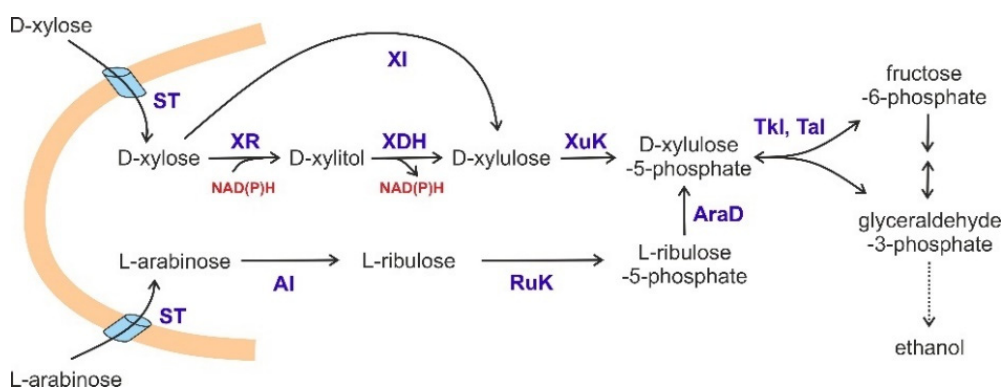 D-xylose
ST
XI
D-xylose
XR
NAD(P)H
D-xylitol
XDH
NAD(P)H
D-xylulose
XuK
D-xylulose
-5-phosphate
Tkl, Tal
fructose
-6-phosphate
glyceraldehyde
-3-phosphate
ethanol
AraD
L-arabinose
AI
L-ribulose
RuK
L-ribulose
-5-phosphate
ST
L-arabinose